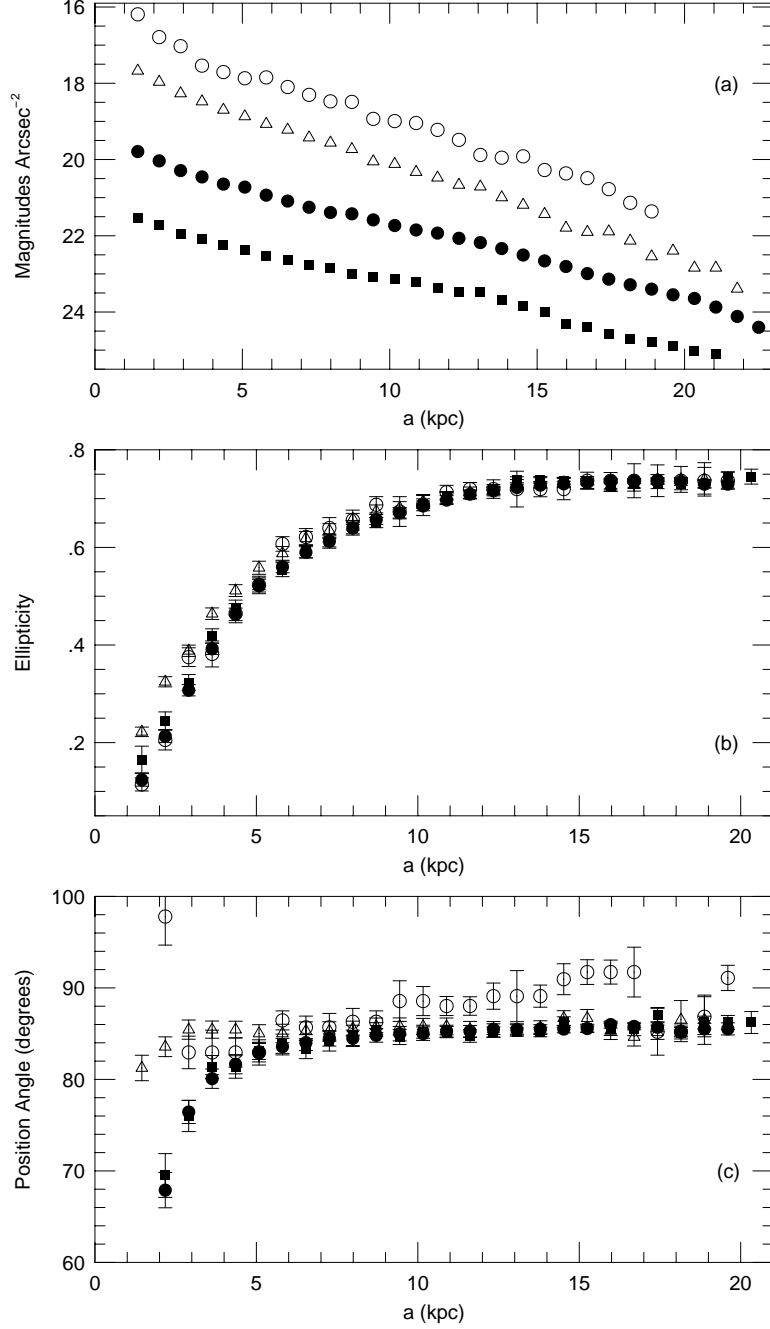 16
18
20
22
24
Magnitudes Arcsec⁻²
(a)
0 5 10 15 20
a (kpc)
.8
.6
.4
.2
Ellipticity
(b)
0 5 10 15 20
a (kpc)
100
90
80
70
60
Position Angle (degrees)
(c)
0 5 10 15 20
a (kpc)